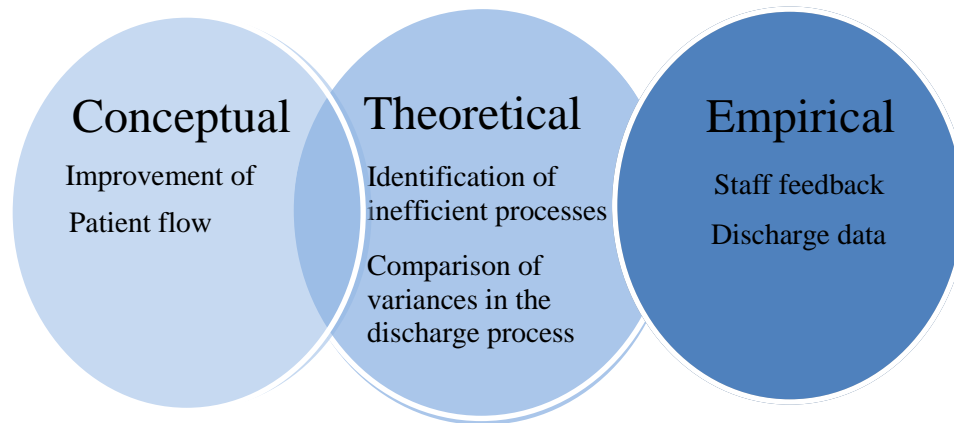 Conceptual
Improvement of
Patient flow
Theoretical
Identification of
inefficient processes
Comparison of
variances in the
discharge process
Empirical
Staff feedback
Discharge data